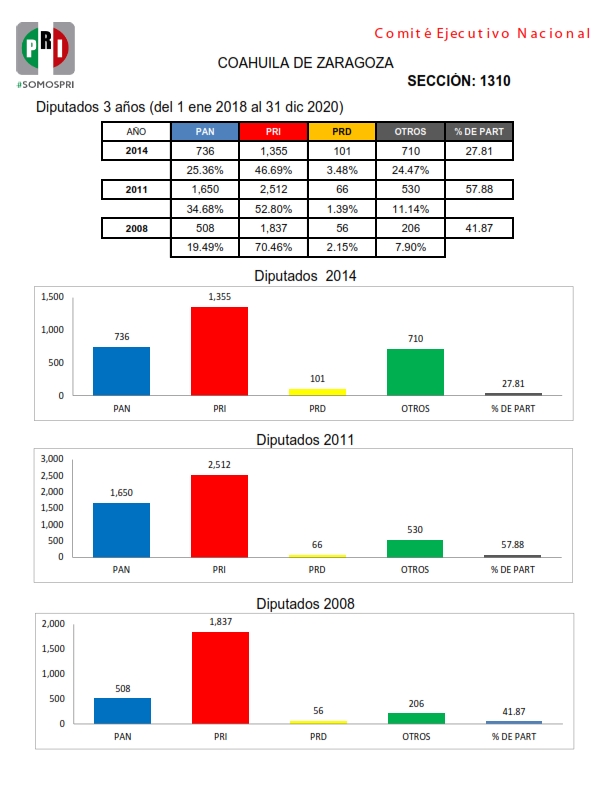 PRI
#SOMOSPRI
Comité Ejecutivo Nacional
COAHUILA DE ZARAGOZA
SECCIÓN: 1310
Diputados 3 años (del 1 ene 2018 al 31 dic 2020)
AÑO PAN PRI PRD OTROS % DE PART
2014 736 1,355 101 710 27.81
25.36% 46.69% 3.48% 24.47%
2011 1,650 2,512 66 530 57.88
34.68% 52.80% 1.39% 11.14%
2008 508 1,837 56 206 41.87
19.49% 70.46% 2.15% 7.90%
Diputados 2014
1,500
1,000
500
0
736 1,355 101 710 27.81
PAN PRI PRD OTROS % DE PART
Diputados 2011
3,000
2,500
2,000
1,500
1,000
500
0
1,650 2,512 66 530 57.88
PAN PRI PRD OTROS % DE PART
Diputados 2008
2,000
1,500
1,000
500
0
508 1,837 56 206 41.87
PAN PRI PRD OTROS % DE PART